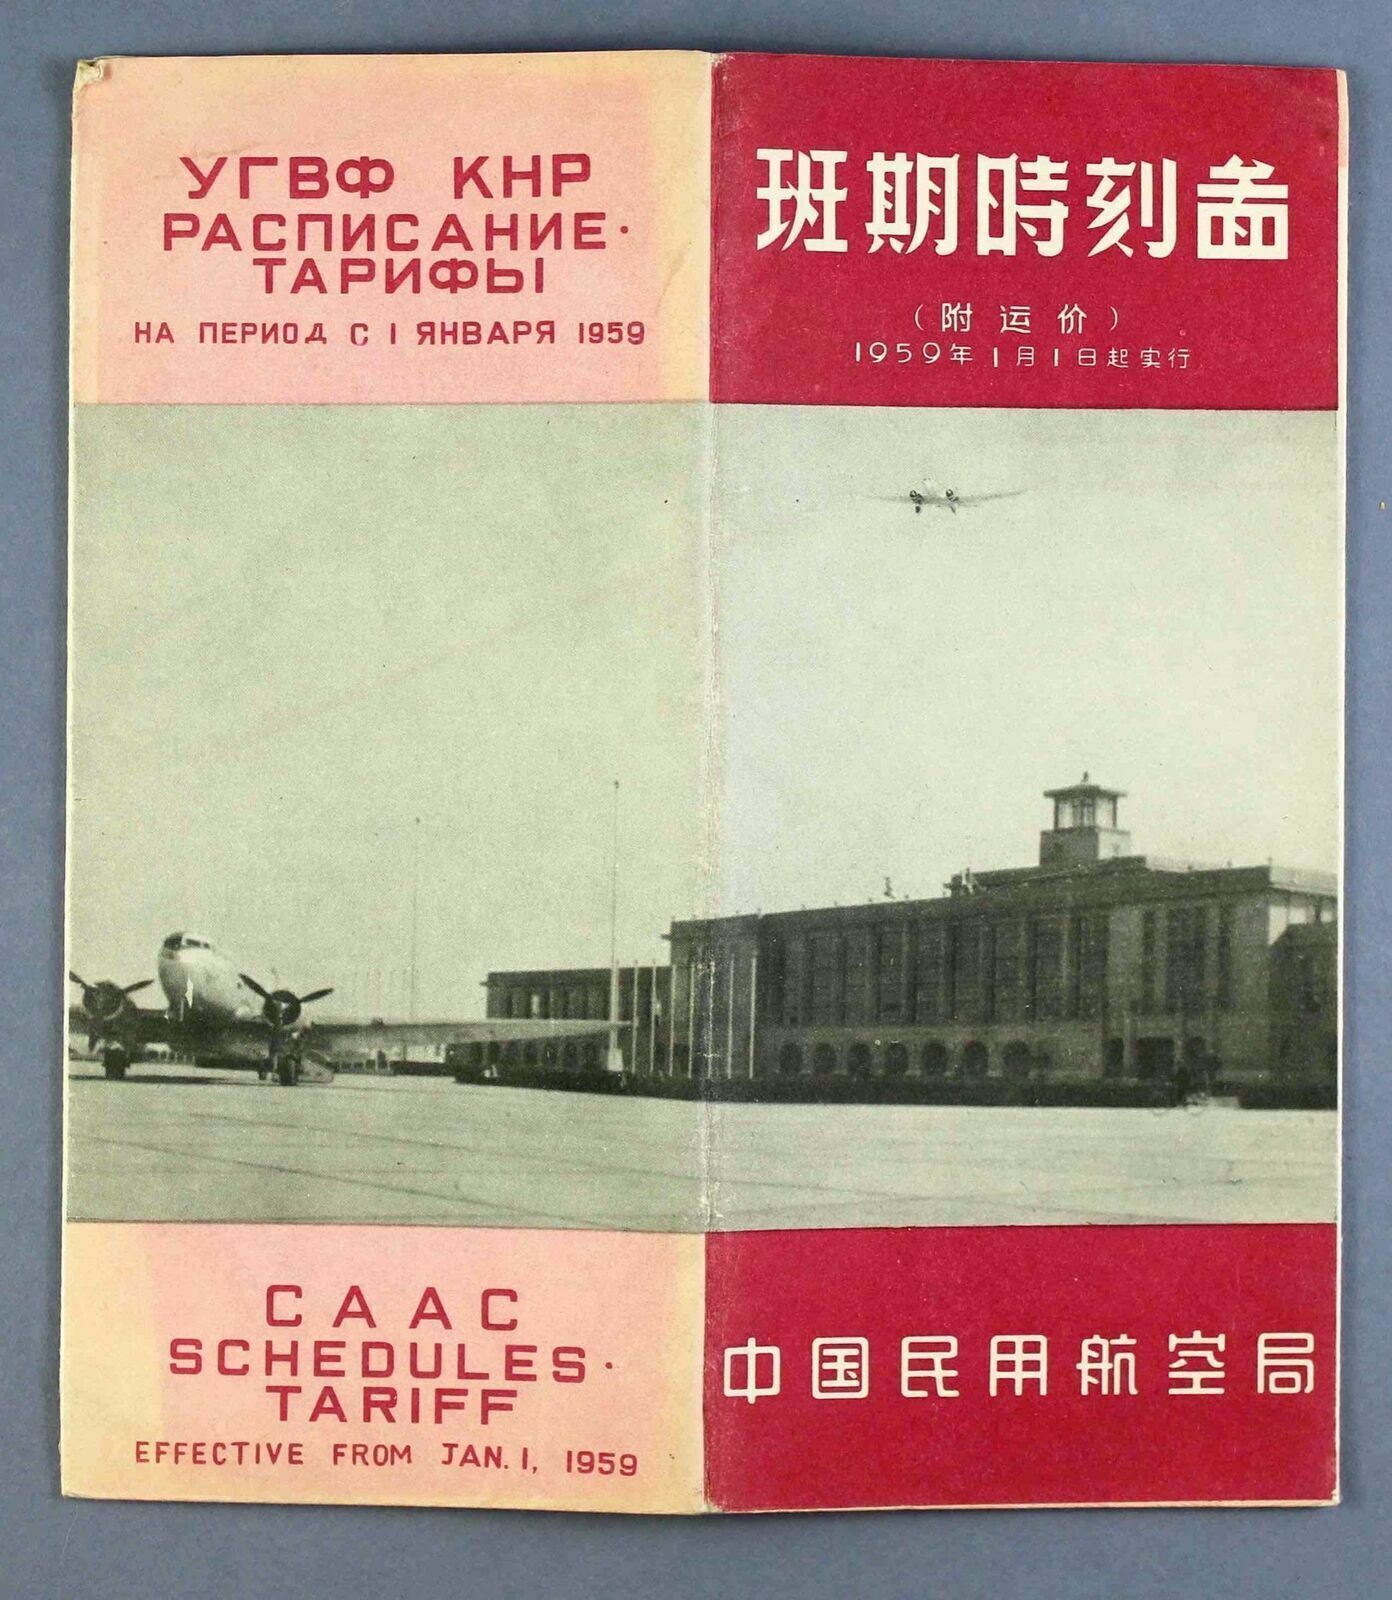 УГВФ КНР
РАСПИСАНИЕ·
ТАРИФЫ
НА ПЕРИОД С 1 ЯНВАРЯ 1959
CAAC
SCHEDULES·
TARIFF
EFFECTIVE FROM JAN. 1, 1959
班期時刻
(附运价)
1959年1月1日起实行
中国民用航空局